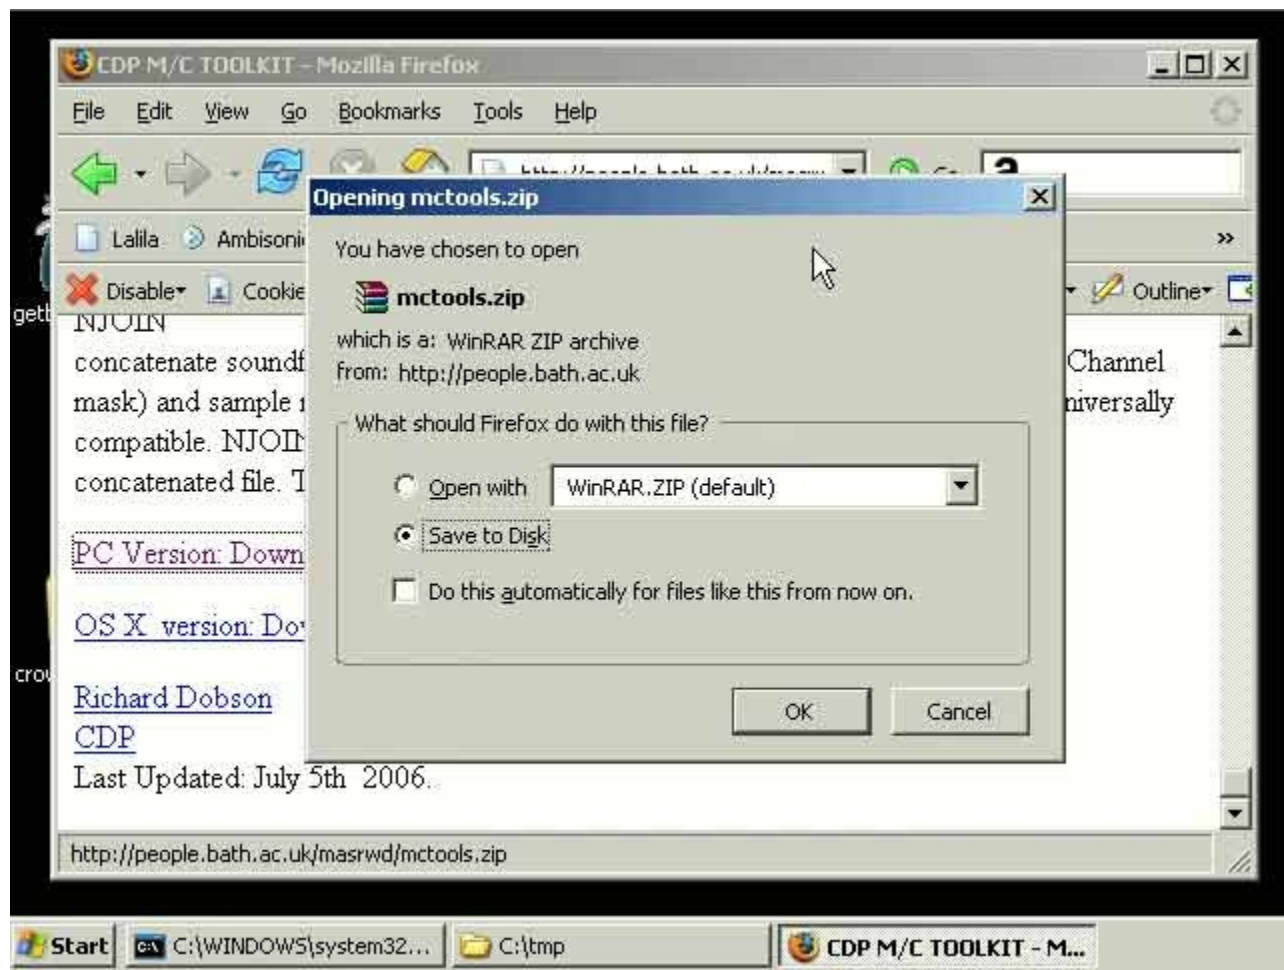 CDP M/C TOOLKIT - Mozilla Firefox
File Edit View Go Bookmarks Tools Help
Opening mctools.zip
Lalila Ambisoni
»
You have chosen to open
Disable Cookie
Outline
mctools.zip
which is a: WinRAR ZIP archive
from: http://people.bath.ac.uk
What should Firefox do with this file?
Open with WinRAR.ZIP (default)
Save to Disk
Do this automatically for files like this from now on.
OK Cancel
NJOIN
concatenate soundf
Channel
mask) and sample
niversally
compatible. NJOIN
concatenated file. T
PC Version: Down
OS X version: Do
Richard Dobson
CDP
Last Updated: July 5th 2006.
http://people.bath.ac.uk/masrwd/mctools.zip
gett
crow
Start C:\WINDOWS\system32... C:\tmp CDP M/C TOOLKIT - M...